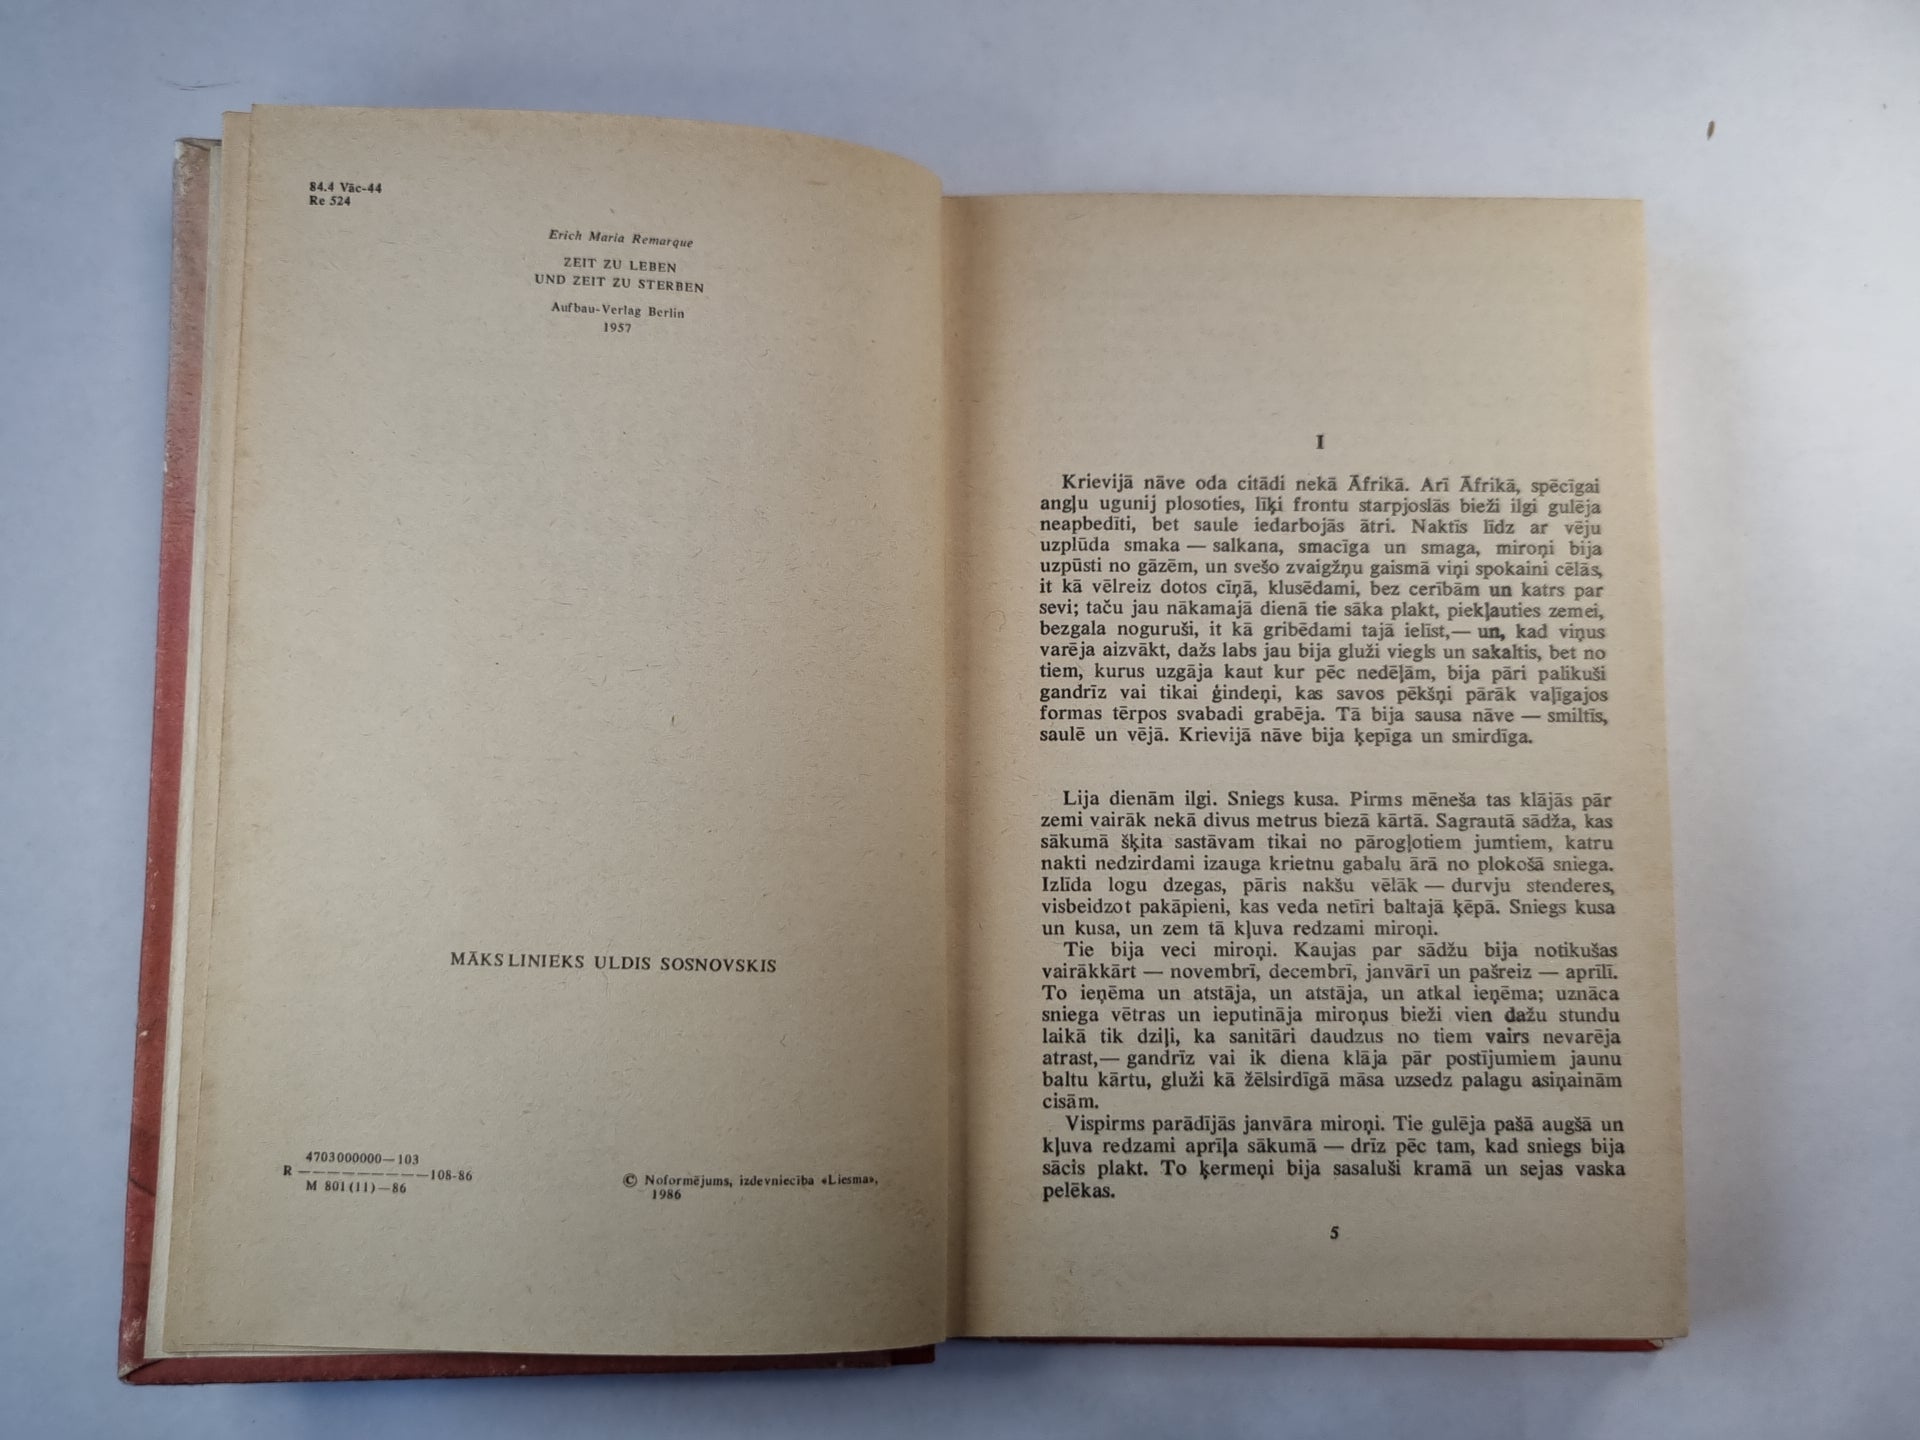 84.4 Vāc-44
Re 524
Erich Maria Remarque
ZEIT ZU LEBEN
UND ZEIT ZU STERBEN
Aufbau-Verlag Berlin
1957
MĀKSLINIEKS ULDIS SOSNOVSKIS
4703000000—103
R — — — — — — — — — —108-86
M 801(11)—86
© Noformējums, izdevniecība «Liesma»,
1986
I
Krievijā nāve oda citādi nekā Āfrikā. Arī Āfrikā, spēcīgai
angļu ugunij plosoties, līķi frontu starpjoslās bieži ilgi gulēja
neapbedīti, bet saule iedarbojās ātri. Naktīs līdz ar vēju
uzplūda smaka — salkana, smacīga un smaga, mironi bija
uzpūsti no gāzēm, un svešo zvaigžņu gaismā viņi spokaini cēlās,
it kā vēlreiz dotos cīņā, klusēdami, bez cerībām un katrs par
sevi; taču jau nākamajā dienā tie sāka plakt, piekļauties zemei,
bezgala noguruši, it kā gribēdami tajā ielīst,— un, kad viņus
varēja aizvākt, dažs labs jau bija gluži viegls un sakaltis, bet no
tiem, kurus uzgāja kaut kur pēc nedēļām, bija pāri palikuši
gandrīz vai tikai ģindeņi, kas savos pēkšņi pārāk vaļīgajos
formas tērpos svabadi grabēja. Tā bija sausa nāve — smiltīs,
saulē un vējā. Krievijā nāve bija ķepīga un smirdīga.
Lija dienām ilgi. Sniegs kusa. Pirms mēneša tas klājās pār
zemi vairāk nekā divus metrus biezā kārtā. Sagrautā sādža, kas
sākumā šķita sastāvam tikai no pārogļotiem jumtiem, katru
nakti nedzirdami izauga krietnu gabalu ārā no plokošā sniega.
Izlīda logu dzegas, pāris nakšu vēlāk — durvju stenderes,
visbeidzot pakāpieni, kas veda netīri baltajā ķēpā. Sniegs kusa
un kusa, un zem tā kļuva redzami miroņi.
Tie bija veci miroņi. Kaujas par sādžu bija notikušas
vairākkārt — novembrī, decembrī, janvārī un pašreiz — aprīlī.
To ieņēma un atstāja, un atstāja, un atkal ieņēma; uznāca
sniega vētras un ieputināja miroņus bieži vien dažu stundu
laikā tik dziļi, ka sanitāri daudzus no tiem vairs nevarēja
atrast,— gandrīz vai ik diena klāja pār postījumiem jaunu
baltu kārtu, gluži kā žēlsirdīgā māsa uzsedz palagu asiņainām
cisām.
Vispirms parādījās janvāra miroņi. Tie gulēja pašā augšā un
kļuva redzami aprīļa sākumā — drīz pēc tam, kad sniegs bija
sācis plakt. To ķermeņi bija sasaluši kramā un sejas vaska
pelēkas.
5